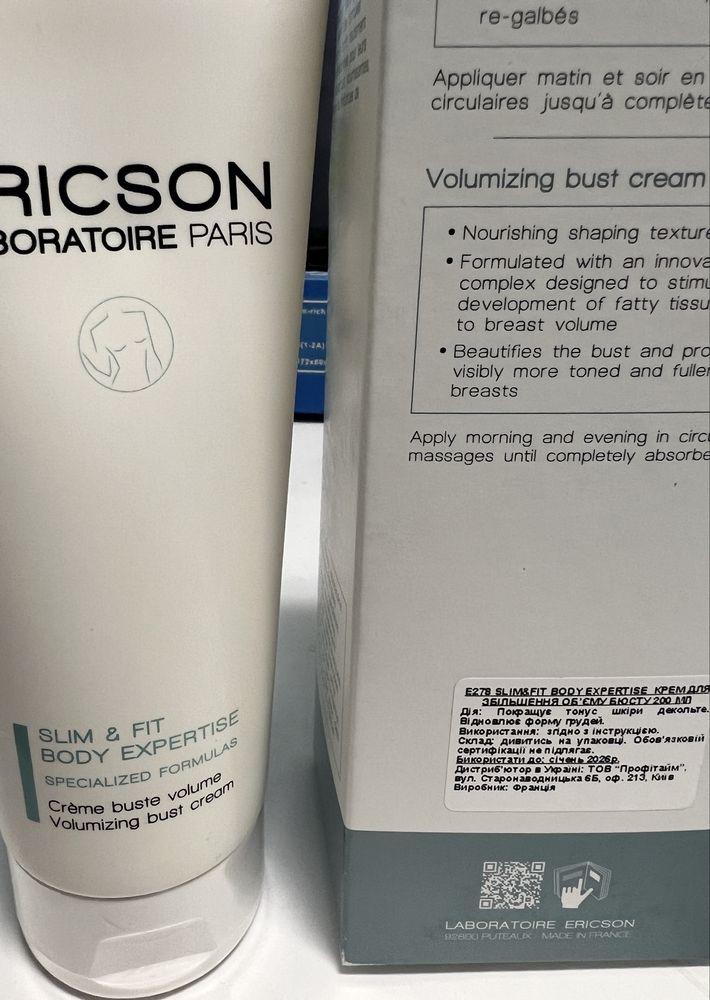 RICSON
BORATOIRE PARIS
SLIM & FIT
BODY EXPERTISE
SPECIALIZED FORMULAS
Crème buste volume
Volumizing bust cream
re-galbés
Appliquer matin et soir en
circulaires jusqu'à complète
Volumizing bust cream
• Nourishing shaping texture
• Formulated with an innova
complex designed to stimu
development of fatty tissu
to breast volume
• Beautifies the bust and pro
visibly more toned and fuller
breasts
Apply morning and evening in circu
massages until completely absorbe
E278 SLIM&FIT BODY EXPERTISE КРЕМ ДЛЯ
ЗБІЛЬШЕННЯ ОБ'ЄМУ БЮСТУ 200 МЛ
Дія: Покращує тонус шкіри декольте.
Відновлює форму грудей.
Використання: згідно з інструкцією.
Склад: дивитись на упаковці. Обов'язковій
сертифікації не підлягає.
Використати до: січень 2026р.
Дистриб'ютор в Україні: ТОВ "Профітайм",
вул. Старонаводницька 6Б, оф. 213, Київ
Виробник: Франція
LABORATOIRE ERICSON
92800 PUTEAUX - MADE IN FRANCE